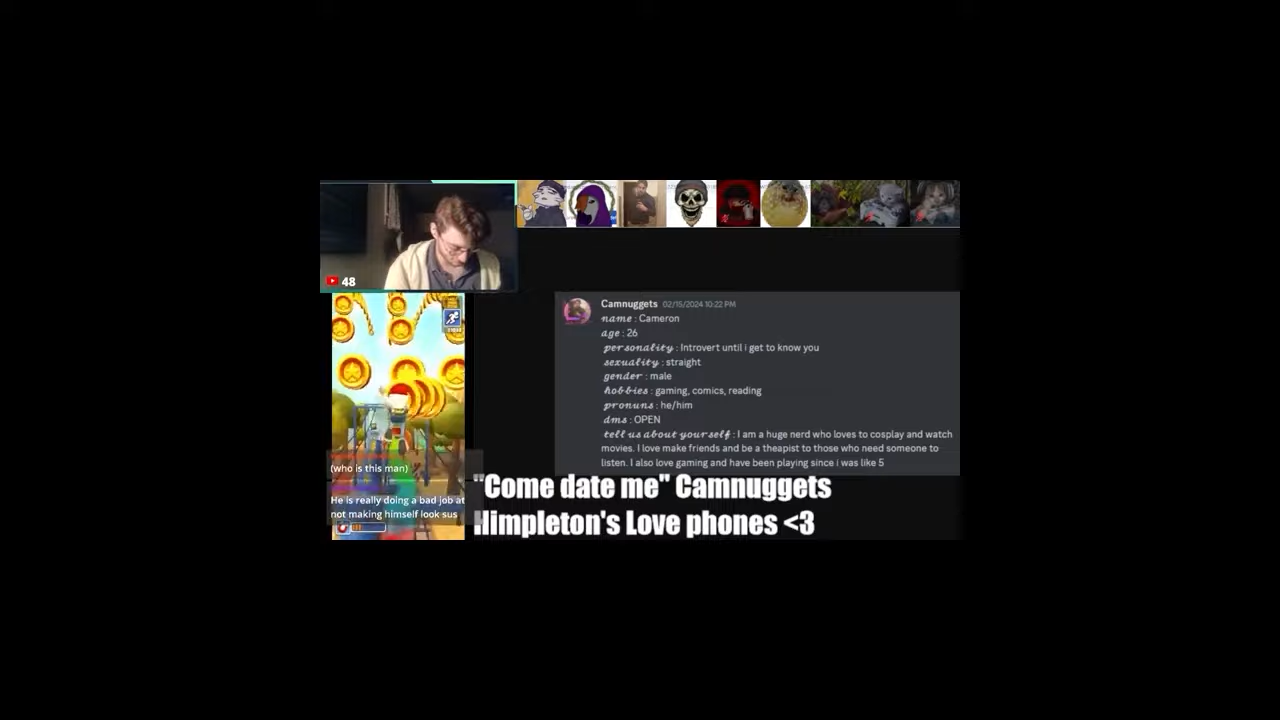 48
Camnuggets 02/15/2024 10:22 PM
name : Cameron
age : 26
personality : Introvert until i get to know you
sexuality : straight
gender : male
hobbies : gaming, comics, reading
pronuns : he/him
dms : OPEN
tell us about yourself : I am a huge nerd who loves to cosplay and watch
movies. I love make friends and be a theapist to those who need someone to
listen. I also love gaming and have been playing since i was like 5
(who is this man)
He is really doing a bad job at
not making himself look sus
"Come date me" Camnuggets
Himpleton's Love phones <3